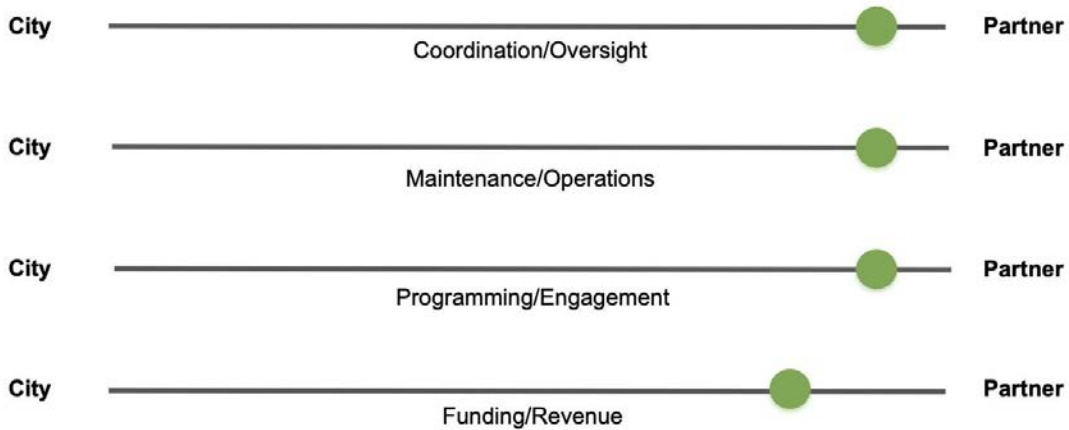 City Partner
Coordination/Oversight
City Partner
Maintenance/Operations
City Partner
Programming/Engagement
City Partner
Funding/Revenue